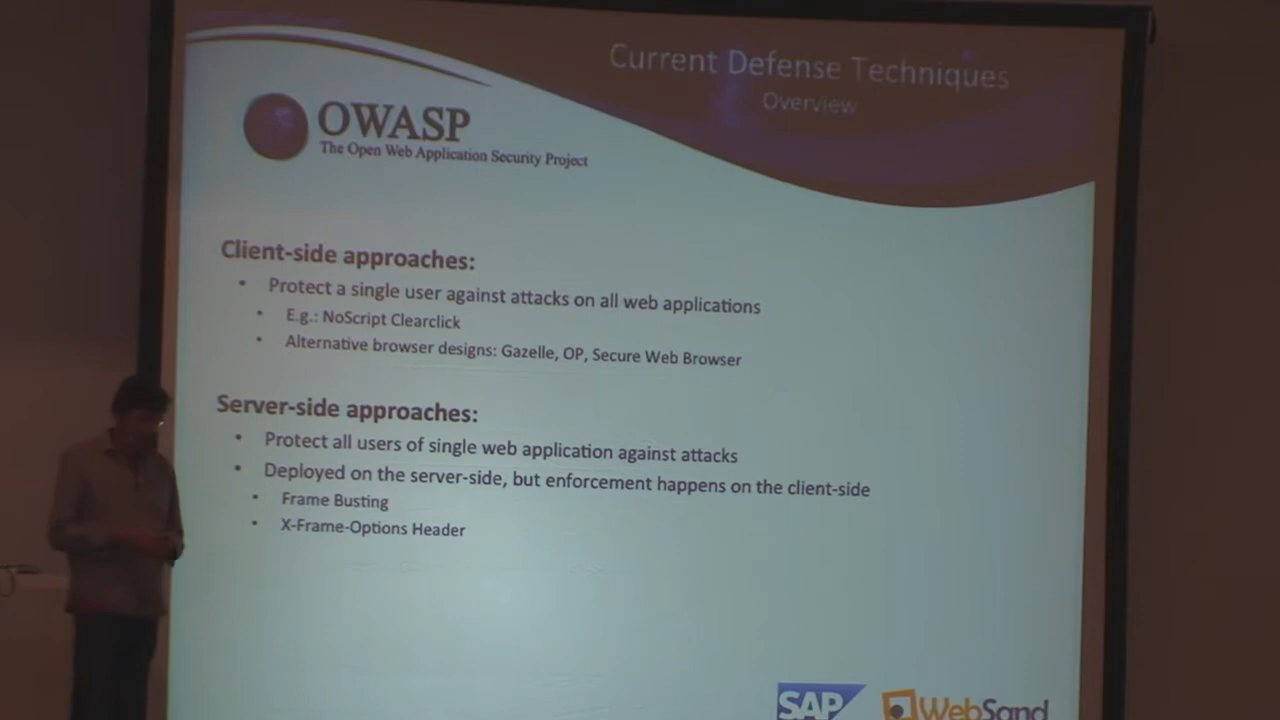 Current Defense Techniques
Overview
OWASP
The Open Web Application Security Project
Client-side approaches:
• Protect a single user against attacks on all web applications
• E.g.: NoScript Clearclick
• Alternative browser designs: Gazelle, OP, Secure Web Browser
Server-side approaches:
• Protect all users of single web application against attacks
• Deployed on the server-side, but enforcement happens on the client-side
• Frame Busting
• X-Frame-Options Header
SAP
WebSand